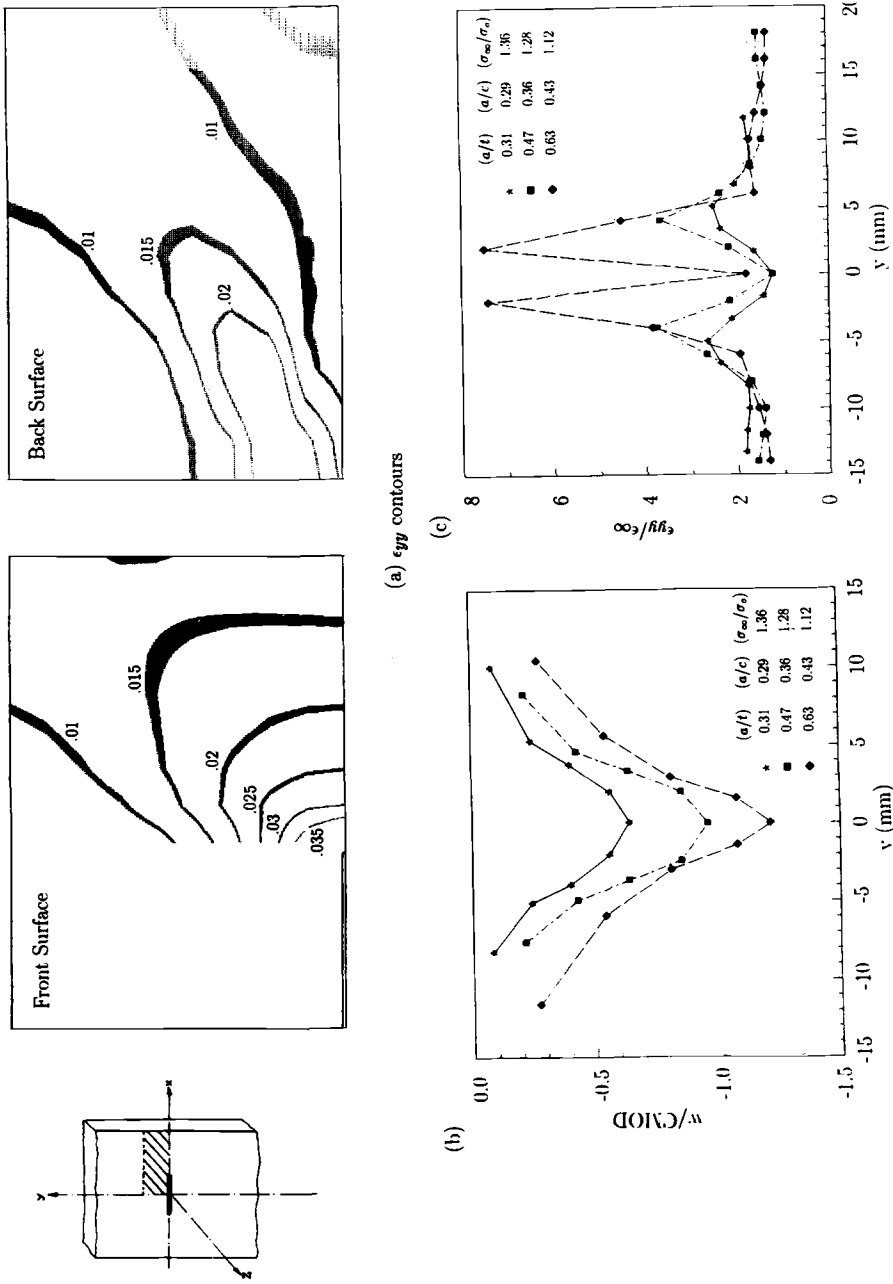 Front Surface
Back Surface
y
x
z
.01
.015
.02
.025
.03
.035
.01
.015
.02
.01
(a) ϵyy contours
(b)
w/CMOD
0.0
-0.5
-1.0
-1.5
-15
-10
-5
0
5
10
15
y (mm)
(a/t) (a/c) (σ∞/σo)
★ 0.31 0.29 1.36
■ 0.47 0.36 1.28
◆ 0.63 0.43 1.12
(c)
ϵyy/ϵ∞
8
6
4
2
0
-15
-10
-5
0
5
10
15
20
y (mm)
(a/t) (a/c) (σ∞/σo)
★ 0.31 0.29 1.36
■ 0.47 0.36 1.28
◆ 0.63 0.43 1.12